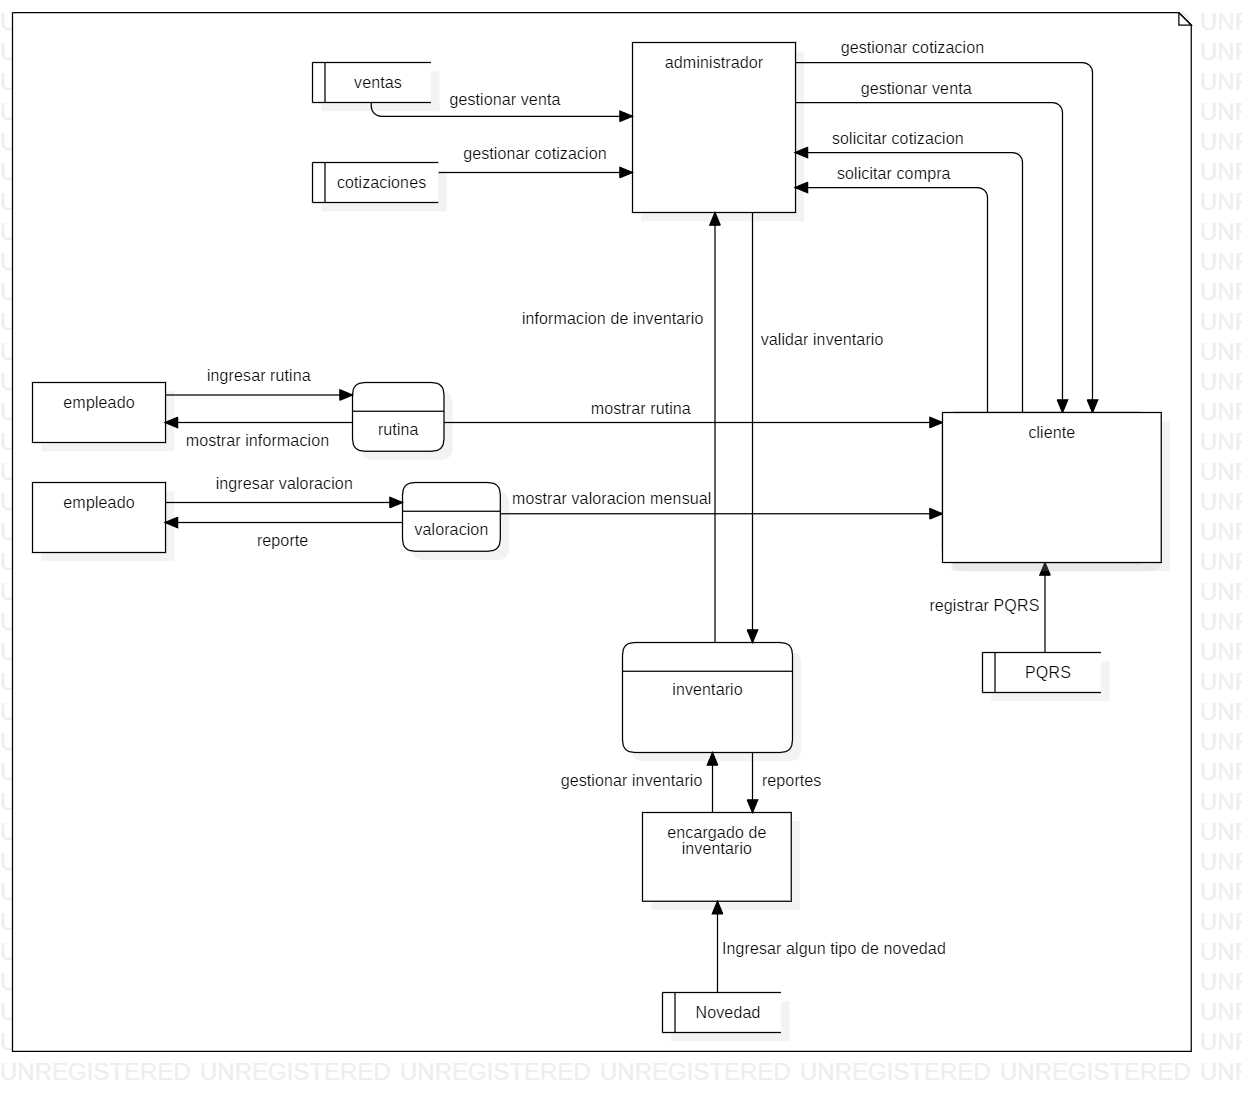 gestionar cotizacion
administrador
ventas
gestionar venta
gestionar venta
solicitar cotizacion
gestionar cotizacion
solicitar compra
cotizaciones
informacion de inventario
validar inventario
ingresar rutina
empleado
mostrar rutina
rutina
cliente
mostrar informacion
ingresar valoracion
empleado
mostrar valoracion mensual
valoracion
reporte
registrar PQRS
PQRS
inventario
gestionar inventario
reportes
encargado de
inventario
Ingresar algun tipo de novedad
Novedad
UNREGISTERED UNREGISTERED UNREGISTERED UNREGISTERED UNREGISTERED UNREGISTERED